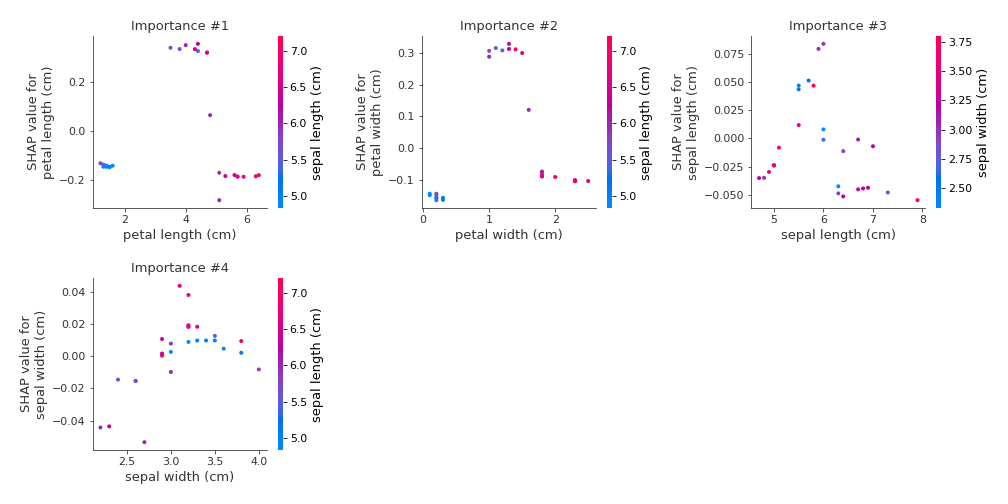 Importance #1
SHAP value for
petal length (cm)
0.2
0.0
−0.2
2
4
6
petal length (cm)
7.0
6.5
6.0
5.5
5.0
sepal length (cm)
Importance #2
SHAP value for
petal width (cm)
0.3
0.2
0.1
0.0
−0.1
0
1
2
petal width (cm)
7.0
6.5
6.0
5.5
5.0
sepal length (cm)
Importance #3
SHAP value for
sepal length (cm)
0.075
0.050
0.025
0.000
−0.025
−0.050
5
6
7
8
sepal length (cm)
3.75
3.50
3.25
3.00
2.75
2.50
sepal width (cm)
Importance #4
SHAP value for
sepal width (cm)
0.04
0.02
0.00
−0.02
−0.04
2.5
3.0
3.5
4.0
sepal width (cm)
7.0
6.5
6.0
5.5
5.0
sepal length (cm)